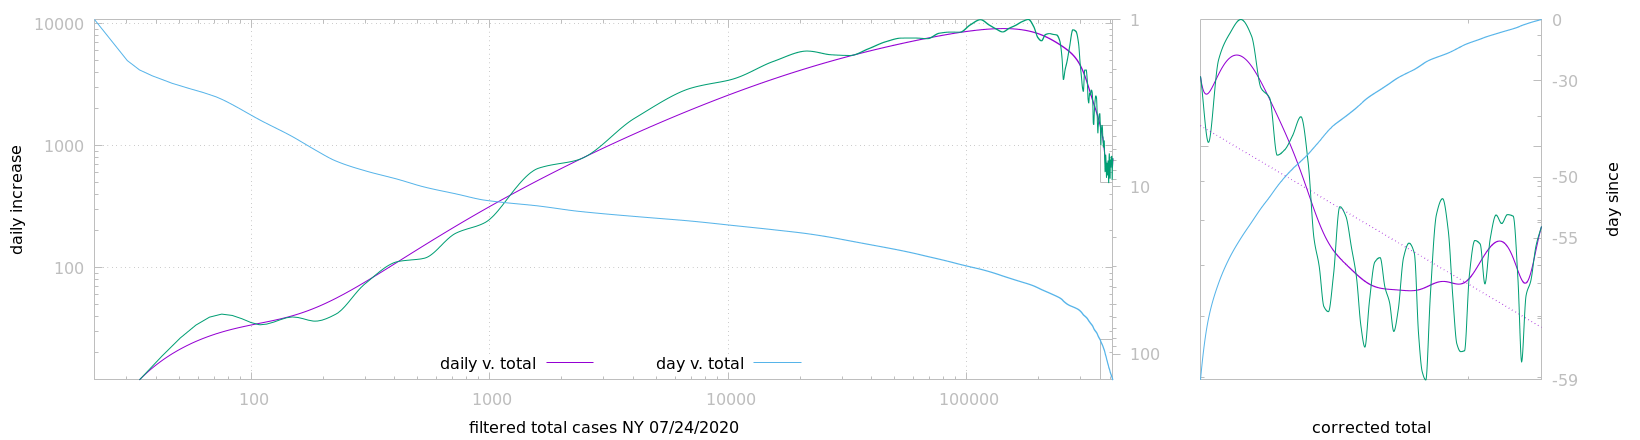 10000
1000
100
daily increase
1
10
100
daily v. total
day v. total
100
1000
10000
100000
filtered total cases NY 07/24/2020
0
-30
-50
-55
-59
day since
corrected total